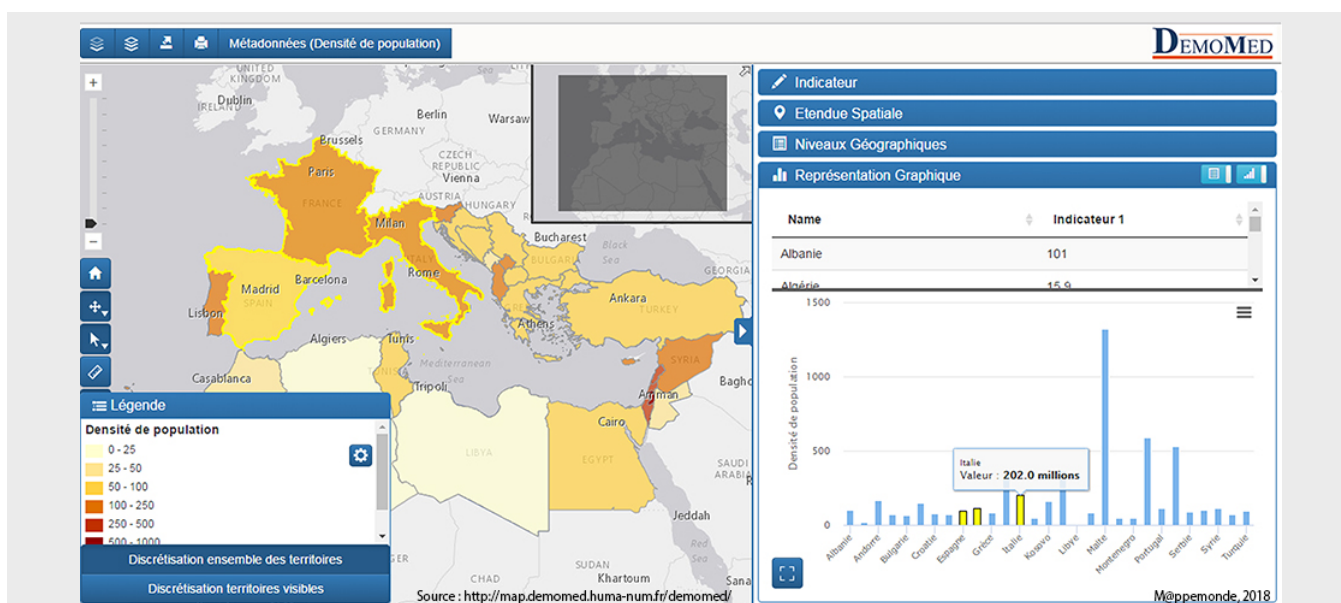 Métadonnées (Densité de population)
DEMOMED
UNITED
KINGDOM
Dublin
IRELAND
Berlin
Warsaw
GERMANY
Brussels
CZECH
REPUBLIC
Paris
Vienna
AUSTRIA
HUNGARY
FRANCE
Milan
Bucharest
Black
Sea
BULGARIA
GEORGIA
ITALY
Rome
Barcelona
Madrid
SPAIN
Ankara
TURKEY
Lisbon
Athens
Algiers
Tunis
SYRIA
Mediterranean
Sea
Casablanca
Tripoli
Baghd
Amman
Cairo
LIBYA
EGYPT
SAUDI
ARABIA
Jeddah
Red
Sea
SUDAN
CHAD
Khartoum
Sana
Légende
Densité de population
0 - 25
25 - 50
50 - 100
100 - 250
250 - 500
500 - 1000
Discrétisation ensemble des territoires
Discrétisation territoires visibles
Source : http://map.demomed.huma-num.fr/demomed/
Indicateur
Etendue Spatiale
Niveaux Géographiques
Représentation Graphique
Name Indicateur 1
Albanie 101
Algérie 15.9
1500
1000
500
0
Densité de population
Italie
Valeur : 202.0 millions
Albanie
Andorre
Bulgarie
Croatie
Espagne
Grèce
Italie
Kosovo
Libye
Malte
Montenegro
Portugal
Serbie
Syrie
Turquie
M@ppemonde, 2018